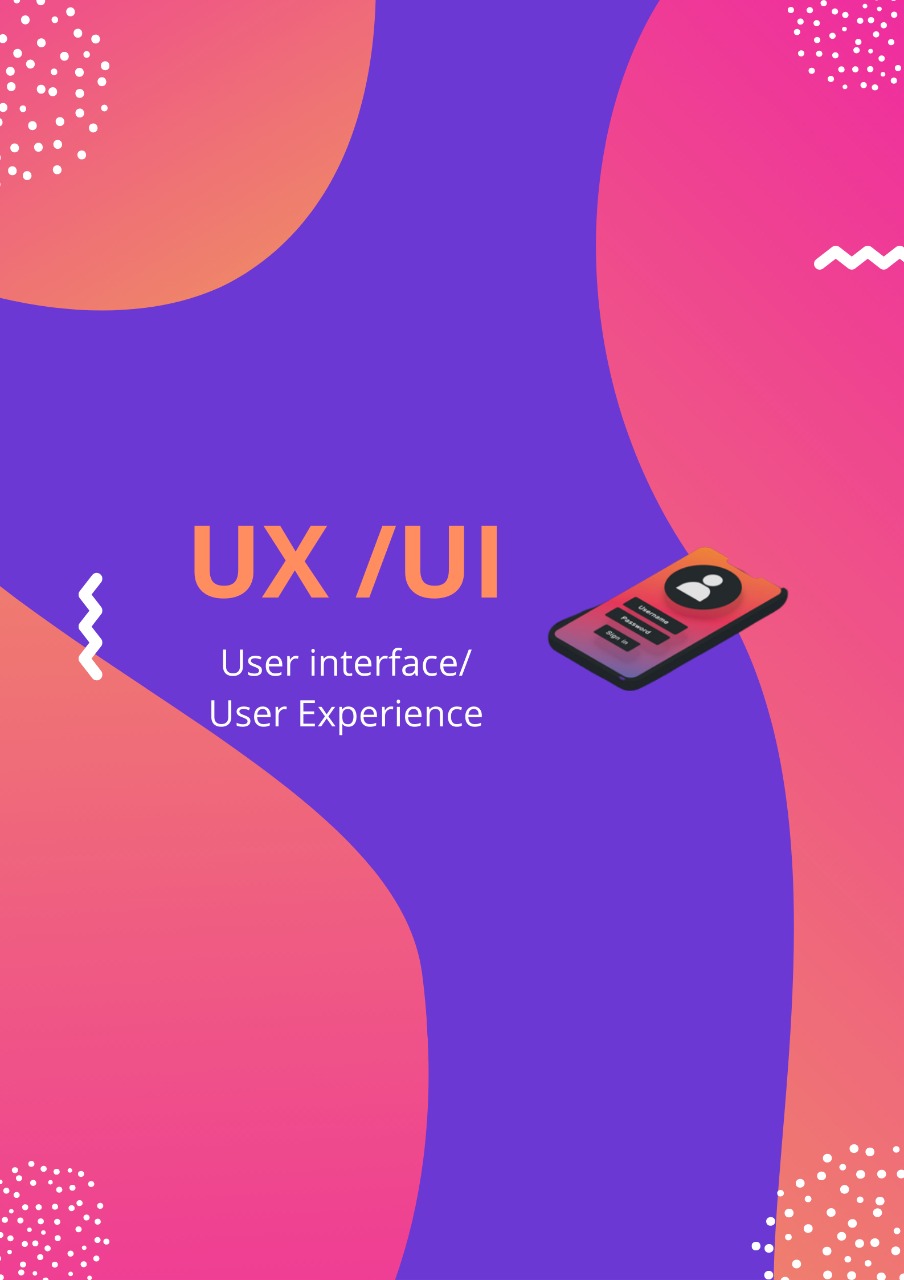 UX /UI
User interface/
User Experience
Username
Password
Sign in